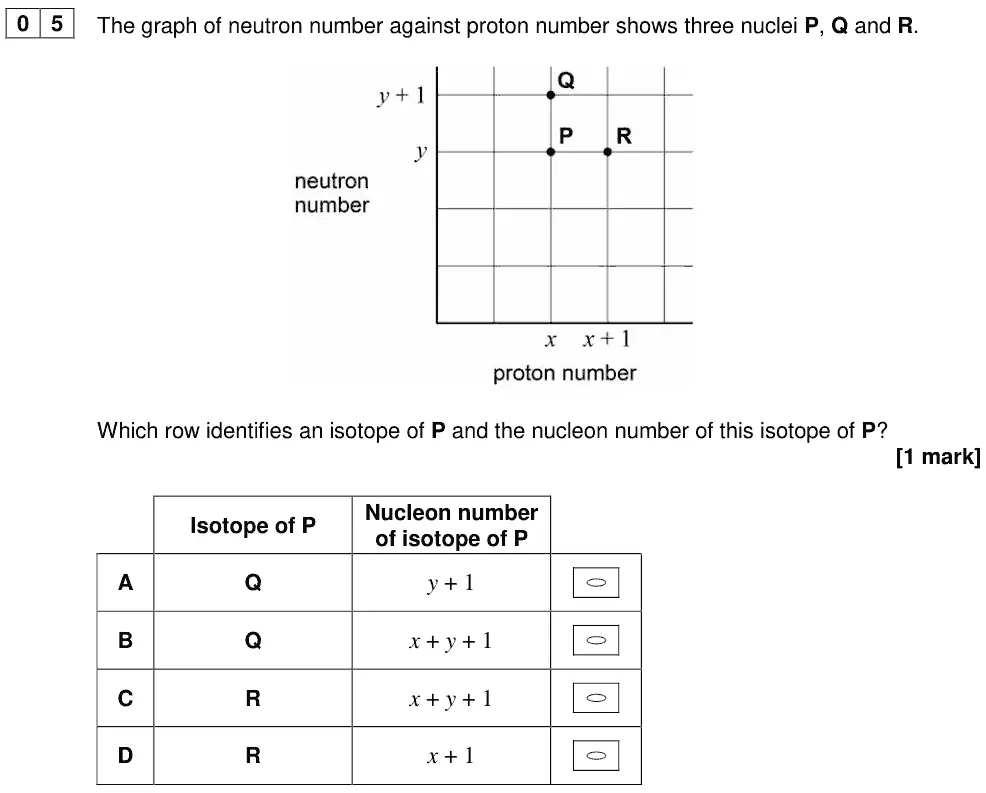 0 5 The graph of neutron number against proton number shows three nuclei P, Q and R.
Q
y + 1
P R
y
neutron
number
x x + 1
proton number
Which row identifies an isotope of P and the nucleon number of this isotope of P?
[1 mark]
Isotope of P Nucleon number
of isotope of P
A Q y + 1
B Q x + y + 1
C R x + y + 1
D R x + 1